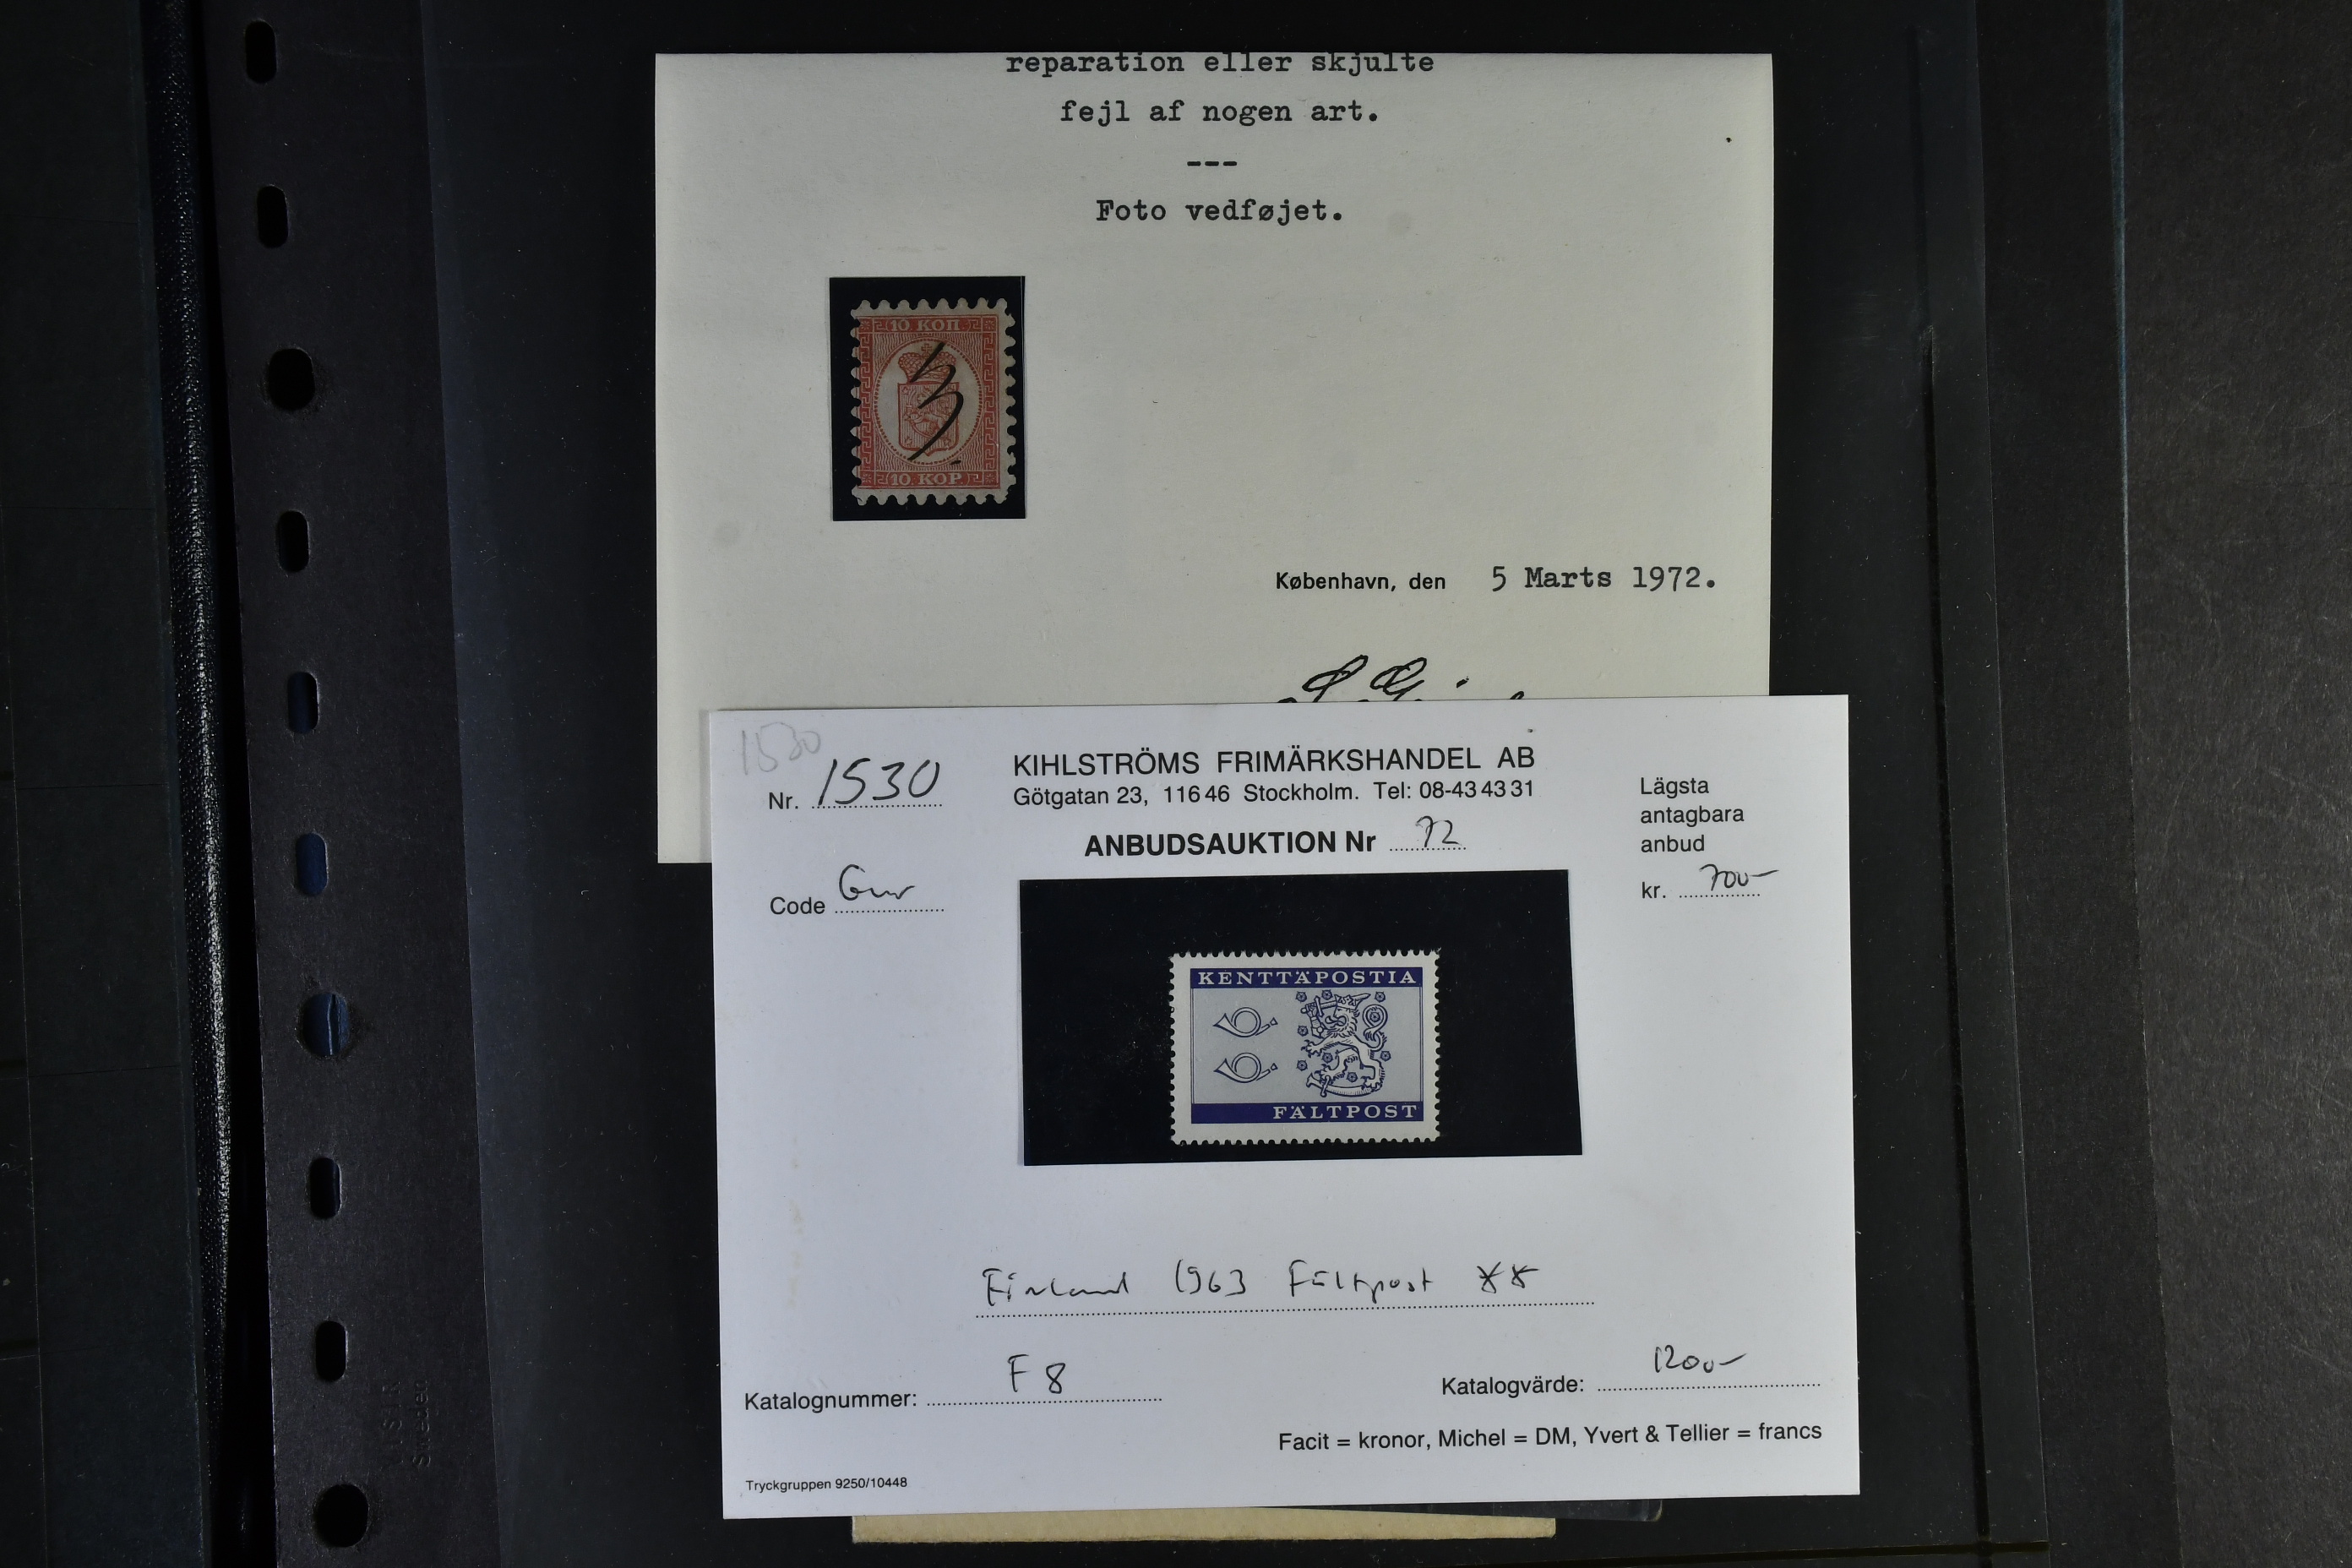 reparation eller skjulte
fejl af nogen art.
---
Foto vedføjet.
10 КОП
10 KOP
København, den 5 Marts 1972.
1530
Nr. 1530
KIHLSTRÖMS FRIMÄRKSHANDEL AB
Götgatan 23, 116 46 Stockholm. Tel: 08-43 43 31
ANBUDSAUKTION Nr 72
Lägsta
antagbara
anbud
kr. 700-
Code
KENTTÄPOSTIA
FÄLTPOST
Finland 1963 Fältpost **
Katalognummer: F 8
Katalogvärde: 1200-
Facit = kronor, Michel = DM, Yvert & Tellier = francs
Tryckgruppen 9250/10448
Sweden